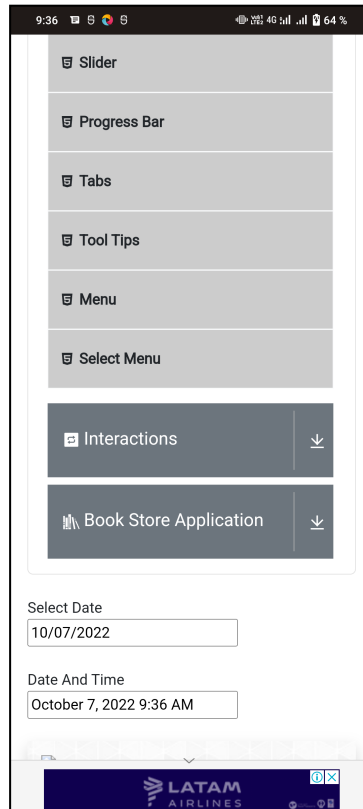 9:36 4G 64 %
Slider
Progress Bar
Tabs
Tool Tips
Menu
Select Menu
Interactions
Book Store Application
Select Date
10/07/2022
Date And Time
October 7, 2022 9:36 AM
LATAM
AIRLINES